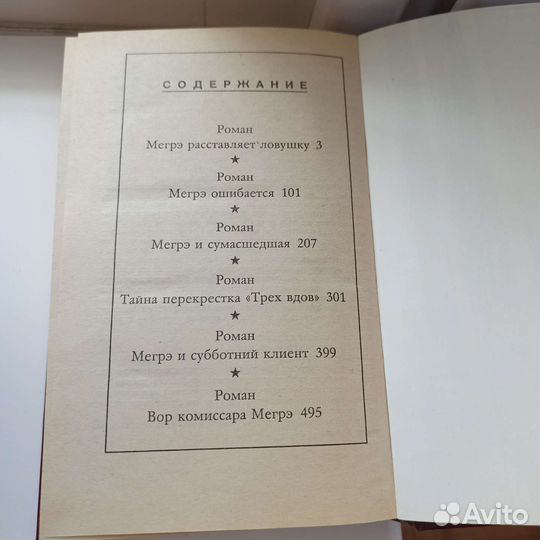 СОДЕРЖАНИЕ
Роман
Мегрэ расставляет ловушку 3
Роман
Мегрэ ошибается 101
Роман
Мегрэ и сумасшедшая 207
Роман
Тайна перекрестка «Трех вдов» 301
Роман
Мегрэ и субботний клиент 399
Роман
Вор комиссара Мегрэ 495
Avito